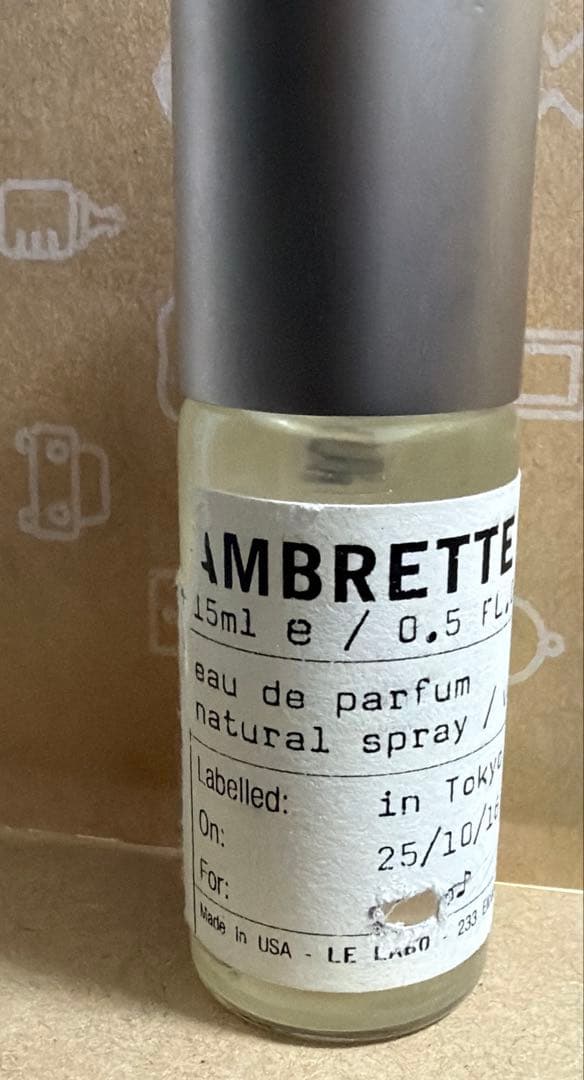 AMBRETTE
15ml e / 0.5 FL.
eau de parfum
natural spray /
Labelled: in Tokyo
On: 25/10/
For: ♪
Made in USA - LE LABO - 233